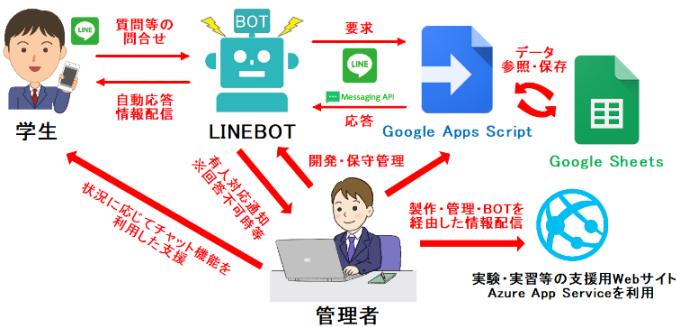 LINE
質問等の
問合せ
自動応答
情報配信
学生
BOT
LINEBOT
要求
LINE
Messaging API
応答
Google Apps Script
データ
参照・保存
Google Sheets
状況に応じてチャット機能を
利用した支援
有人対応通知
※回答不可時等
開発・保守管理
管理者
製作・管理・BOTを
経由した情報配信
実験・実習等の支援用Webサイト
Azure App Serviceを利用